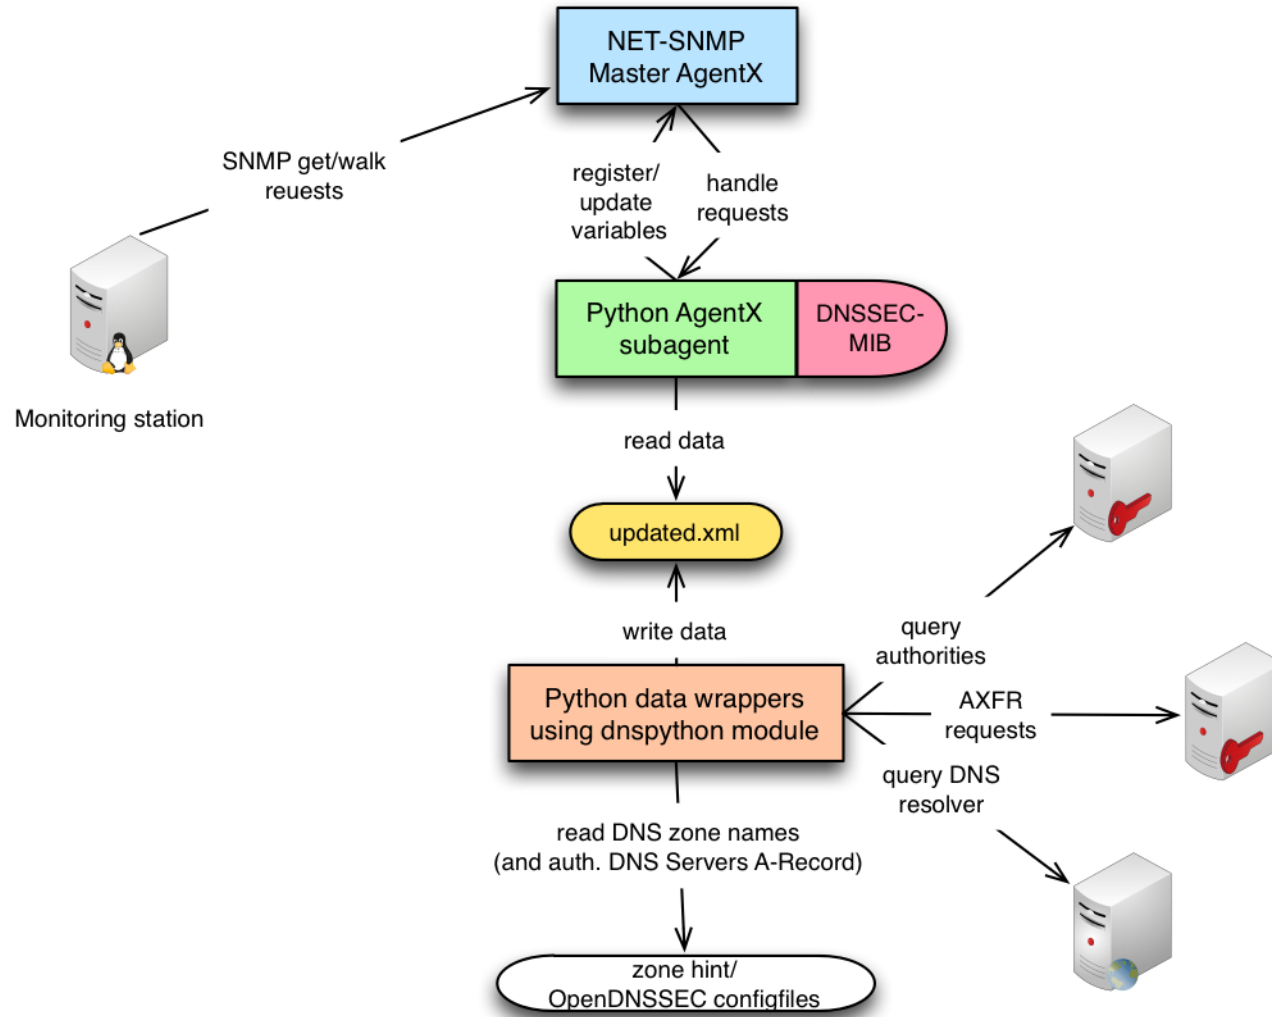 NET-SNMP
Master AgentX
SNMP get/walk
reuests
register/
update
variables
handle
requests
Python AgentX
subagent
DNSSEC-
MIB
Monitoring station
read data
updated.xml
write data
query
authorities
Python data wrappers
using dnspython module
AXFR
requests
query DNS
resolver
read DNS zone names
(and auth. DNS Servers A-Record)
zone hint/
OpenDNSSEC configfiles